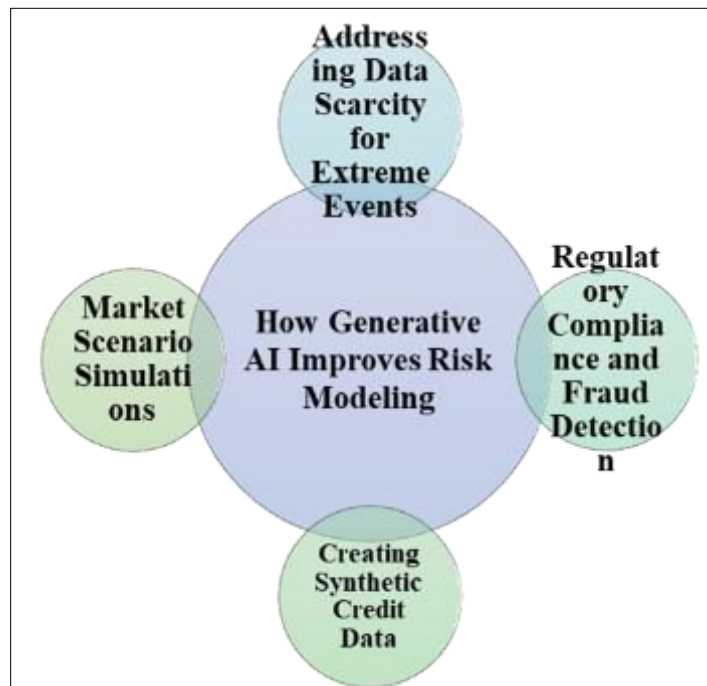 Address
ing Data
Scarcity
for
Extreme
Events
Market
Scenario
Simulati
ons
How Generative
AI Improves Risk
Modeling
Regulat
ory
Complia
nce and
Fraud
Detectio
n
Creating
Synthetic
Credit
Data